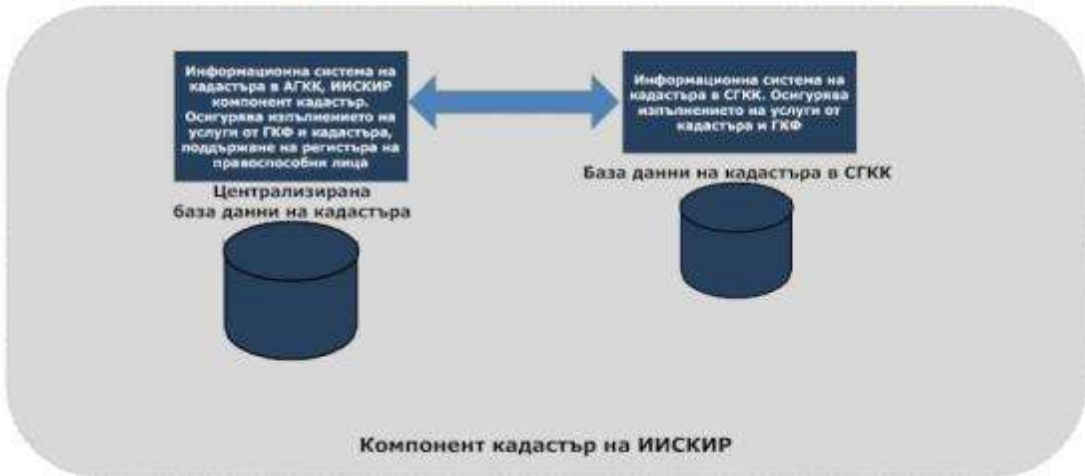 Информационна система на
кадастъра в АГКК, ИИСКИР
компонент кадастър.
Осигурява изпълнението на
услуги от ГКФ и кадастъра,
поддържане на регистъра на
правоспособни лица
Централизирана
база данни на кадастъра
Информационна система на
кадастъра в СГКК. Осигурява
изпълнението на услуги от
кадастъра и ГКФ
База данни на кадастъра в СГКК
Компонент кадастър на ИИСКИР